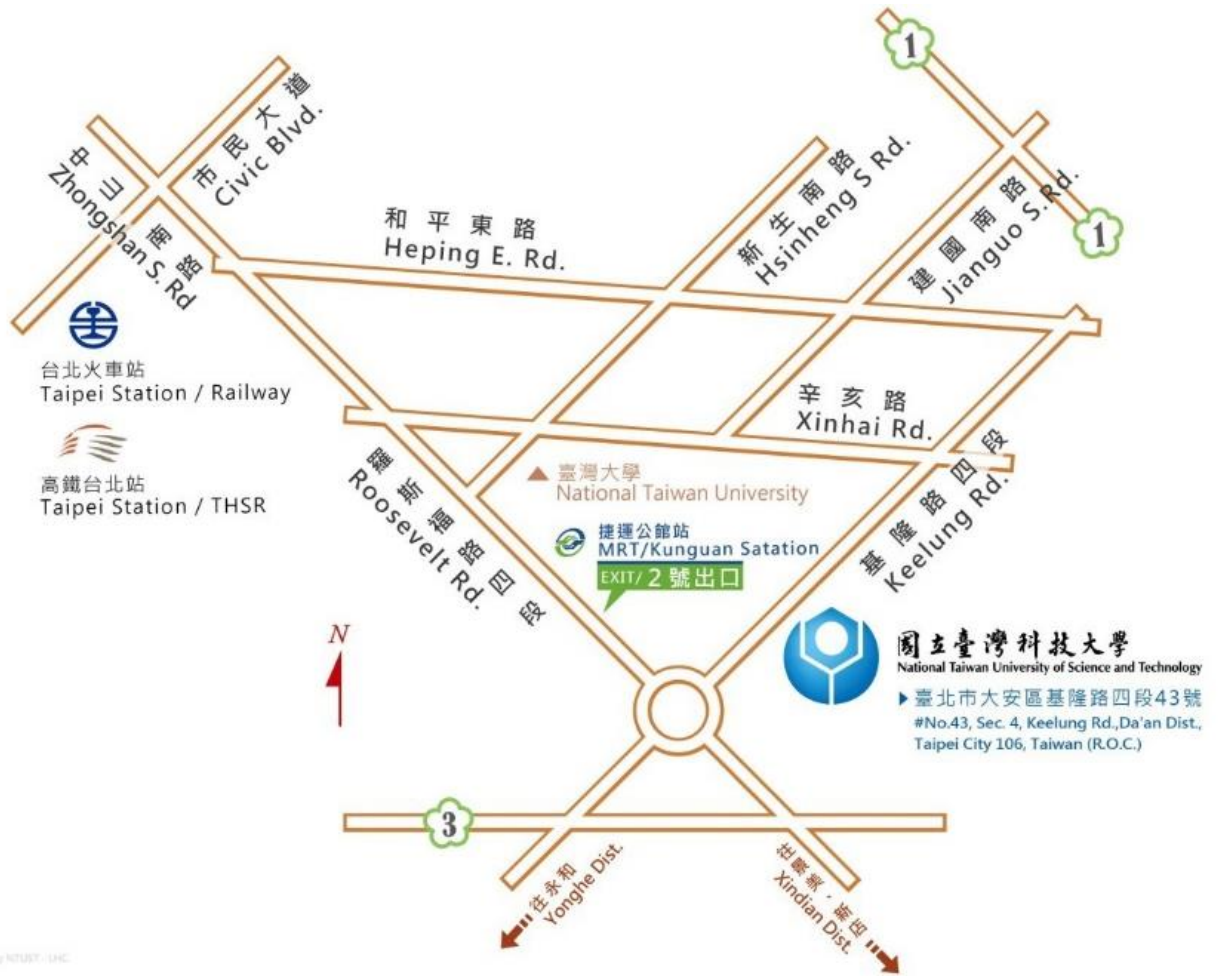 1
市民大道
Civic Blvd.
中山南路
Zhongshan S. Rd
和平東路
Heping E. Rd.
新生南路
Hsinheng S Rd.
建國南路
Jianguo S.Rd.
1
台北火車站
Taipei Station / Railway
高鐵台北站
Taipei Station / THSR
辛亥路
Xinhai Rd.
羅斯福路四段
Roosevelt Rd.
臺灣大學
National Taiwan University
捷運公館站
MRT/Kunguan Satation
EXIT/ 2 號出口
基隆路四段
Keelung Rd.
N
國立臺灣科技大學
National Taiwan University of Science and Technology
臺北市大安區基隆路四段43號
#No.43, Sec. 4, Keelung Rd.,Da'an Dist.,
Taipei City 106, Taiwan (R.O.C.)
3
往永和
Yonghe Dist.
往景美．新店
Xindian Dist.
NTUST - LHC